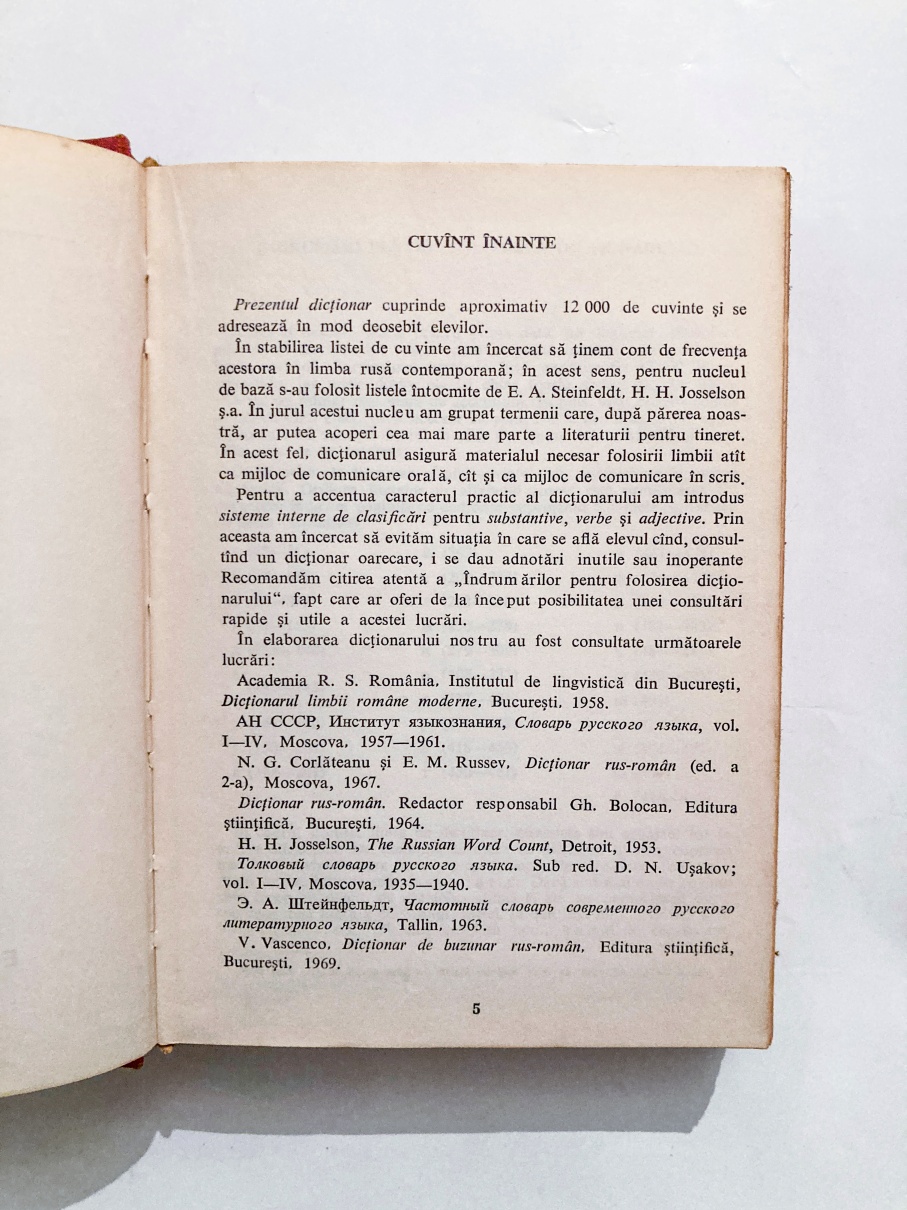 CUVÎNT ÎNAINTE
Prezentul dicționar cuprinde aproximativ 12 000 de cuvinte și se
adresează în mod deosebit elevilor.
În stabilirea listei de cuvinte am încercat să ținem cont de frecvența
acestora în limba rusă contemporană; în acest sens, pentru nucleul
de bază s-au folosit listele întocmite de E. A. Steinfeldt, H. H. Josselson
ș.a. În jurul acestui nucleu am grupat termenii care, după părerea noas-
tră, ar putea acoperi cea mai mare parte a literaturii pentru tineret.
În acest fel, dicționarul asigură materialul necesar folosirii limbii atît
ca mijloc de comunicare orală, cît și ca mijloc de comunicare în scris.
Pentru a accentua caracterul practic al dicționarului am introdus
sisteme interne de clasificări pentru substantive, verbe și adjective. Prin
aceasta am încercat să evităm situația în care se află elevul cînd, consul-
tînd un dicționar oarecare, i se dau adnotări inutile sau inoperante
Recomandăm citirea atentă a „Îndrumărilor pentru folosirea dicțio-
narului“, fapt care ar oferi de la început posibilitatea unei consultări
rapide și utile a acestei lucrări.
În elaborarea dicționarului nostru au fost consultate următoarele
lucrări:
Academia R. S. România, Institutul de lingvistică din București,
Dicționarul limbii române moderne, București, 1958.
АН СССР, Институт языкознания, Словарь русского языка, vol.
I—IV, Moscova, 1957—1961.
N. G. Corlăteanu și E. M. Russev, Dicționar rus-român (ed. a
2-a), Moscova, 1967.
Dicționar rus-român. Redactor responsabil Gh. Bolocan, Editura
științifică, București, 1964.
H. H. Josselson, The Russian Word Count, Detroit, 1953.
Толковый словарь русского языка. Sub red. D. N. Ușakov;
vol. I—IV, Moscova, 1935—1940.
Э. А. Штейнфельдт, Частотный словарь современного русского
литературного языка, Tallin, 1963.
V. Vascenco, Dicționar de buzunar rus-român, Editura științifică,
București, 1969.
5